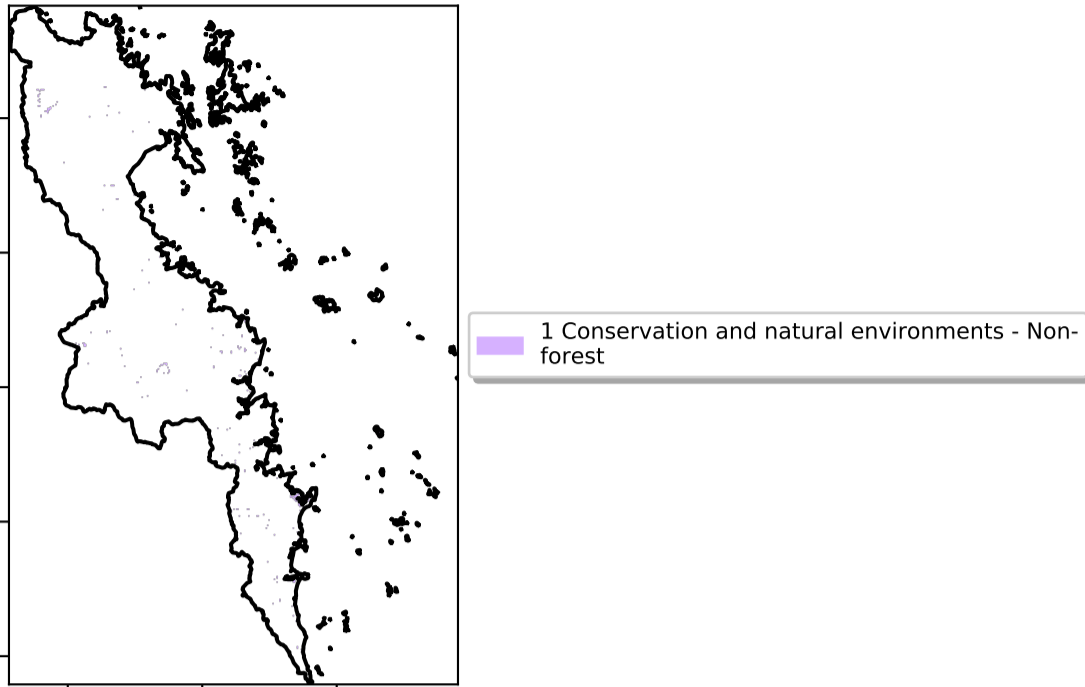 1 Conservation and natural environments - Non-
forest